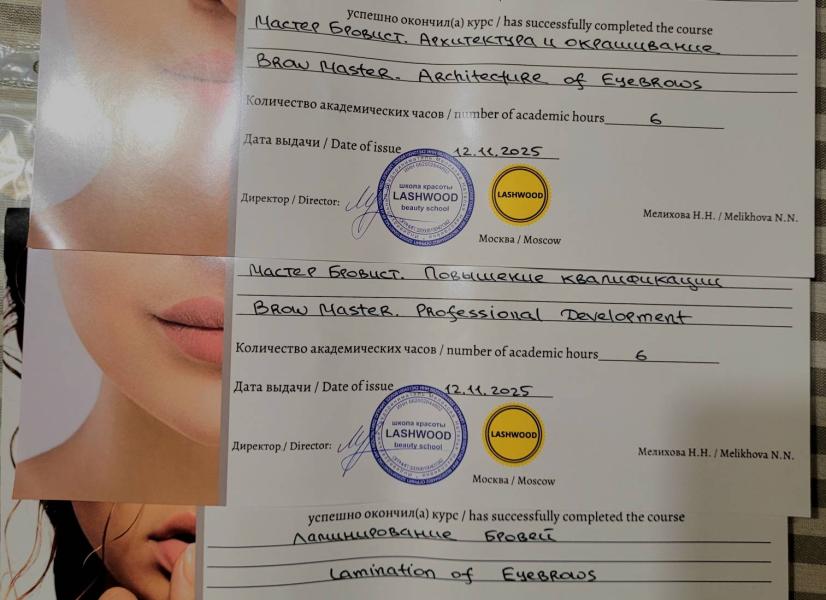 успешно окончил(а) курс / has successfully completed the course
Мастер Бровист. Архитектура и окрашивание
Brow Master. Architecture of Eyebrows
Количество академических часов / number of academic hours 6
Дата выдачи / Date of issue 12.11.2025
Директор / Director:
школа красоты
LASHWOOD
beauty school
LASHWOOD
Мелихова Н.Н. / Melikhova N.N.
Москва / Moscow
Мастер Бровист. Повышение квалификации
Brow Master. Professional Development
Количество академических часов / number of academic hours 6
Дата выдачи / Date of issue 12.11.2025
Директор / Director:
школа красоты
LASHWOOD
beauty school
LASHWOOD
Мелихова Н.Н. / Melikhova N.N.
Москва / Moscow
успешно окончил(а) курс / has successfully completed the course
Ламинирование Бровей
Lamination of Eyebrows